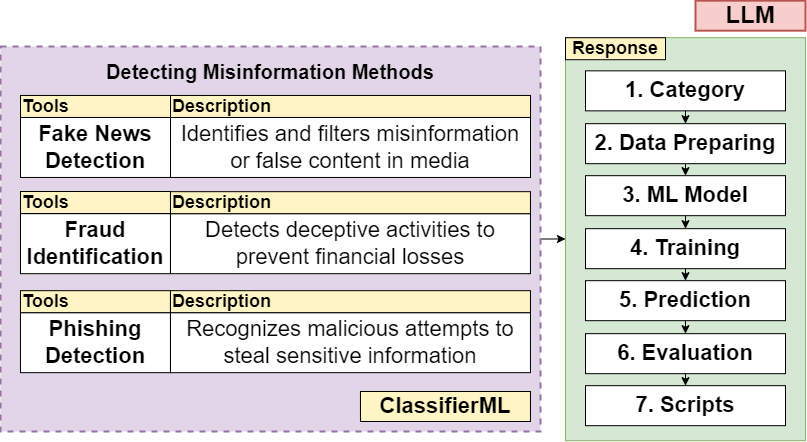 LLM
Detecting Misinformation Methods
Tools Description
Fake News
Detection
Identifies and filters misinformation
or false content in media
Tools Description
Fraud
Identification
Detects deceptive activities to
prevent financial losses
Tools Description
Phishing
Detection
Recognizes malicious attempts to
steal sensitive information
ClassifierML
Response
1. Category
2. Data Preparing
3. ML Model
4. Training
5. Prediction
6. Evaluation
7. Scripts